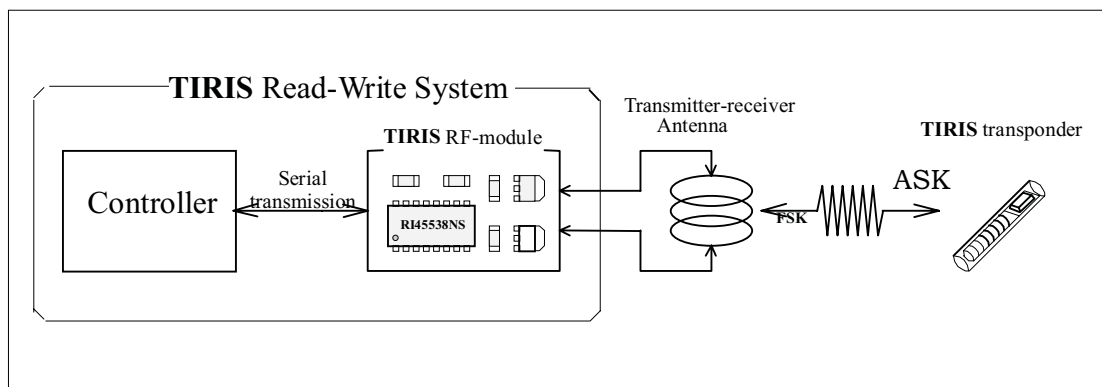 TIRIS Read-Write System
Transmitter-receiver
Antenna
TIRIS transponder
TIRIS RF-module
Controller
Serial
transmission
RI45538NS
FSK
ASK